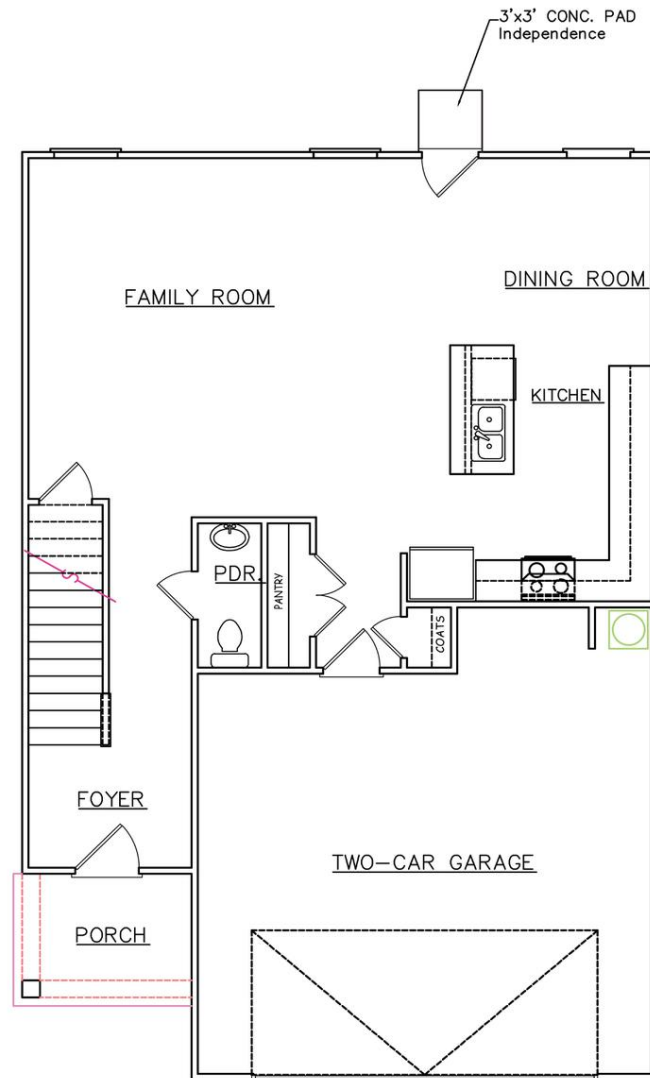 3'x3' CONC. PAD
Independence
DINING ROOM
FAMILY ROOM
KITCHEN
PDR.
PANTRY
COATS
FOYER
TWO-CAR GARAGE
PORCH